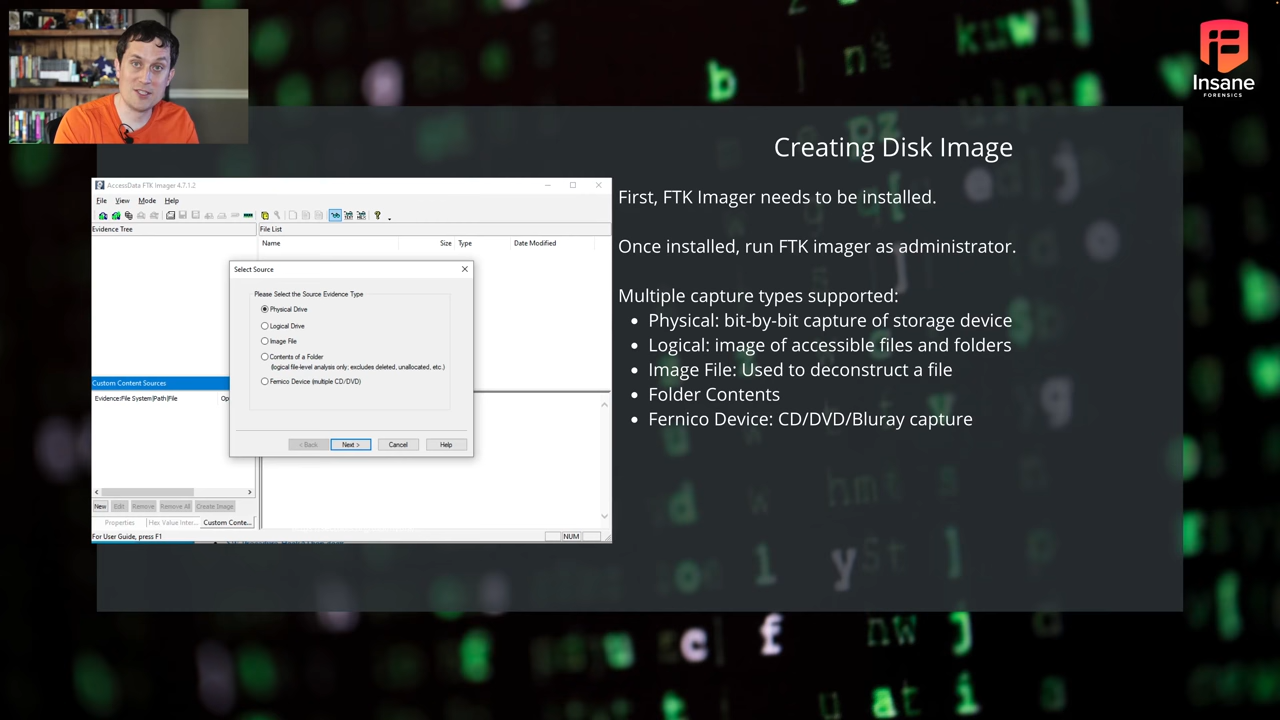 Insane
FORENSICS
Creating Disk Image
AccessData FTK Imager 4.7.1.2
File View Mode Help
Evidence Tree
File List
Name Size Type Date Modified
Select Source
Please Select the Source Evidence Type
Physical Drive
Logical Drive
Image File
Contents of a Folder
(logical file-level analysis only; excludes deleted, unallocated, etc.)
Fernico Device (multiple CD/DVD)
< Back Next > Cancel Help
Custom Content Sources
Evidence:File System|Path|File Op
New Edit Remove Remove All Create Image
Properties Hex Value Inter... Custom Conte...
For User Guide, press F1
NUM
First, FTK Imager needs to be installed.
Once installed, run FTK imager as administrator.
Multiple capture types supported:
• Physical: bit-by-bit capture of storage device
• Logical: image of accessible files and folders
• Image File: Used to deconstruct a file
• Folder Contents
• Fernico Device: CD/DVD/Bluray capture